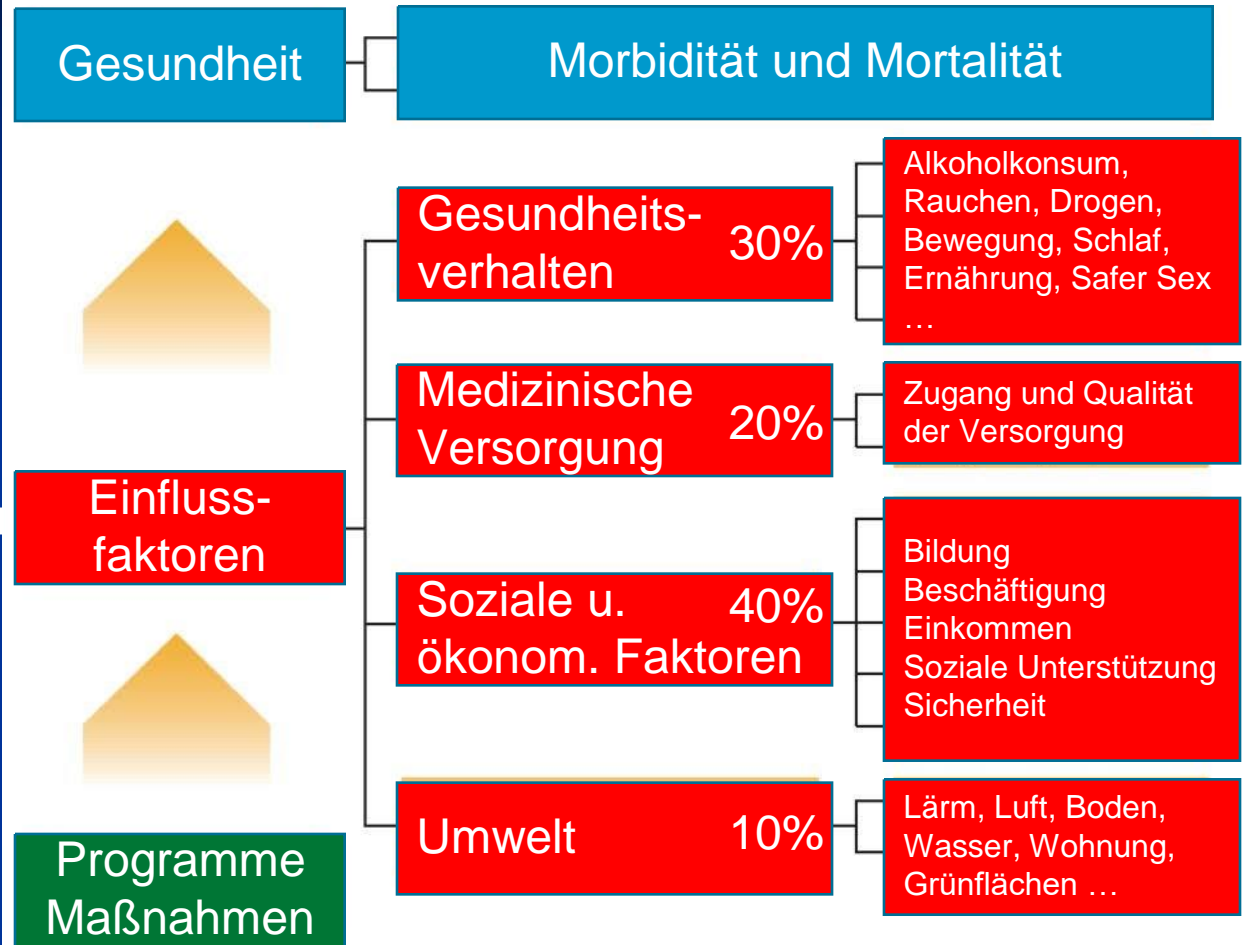 Gesundheit
Morbidität und Mortalität
Gesundheits-
verhalten
30%
Alkoholkonsum,
Rauchen, Drogen,
Bewegung, Schlaf,
Ernährung, Safer Sex
…
Medizinische
Versorgung
20%
Zugang und Qualität
der Versorgung
Einfluss-
faktoren
Soziale u.
ökonom. Faktoren
40%
Bildung
Beschäftigung
Einkommen
Soziale Unterstützung
Sicherheit
Umwelt
10%
Lärm, Luft, Boden,
Wasser, Wohnung,
Grünflächen …
Programme
Maßnahmen